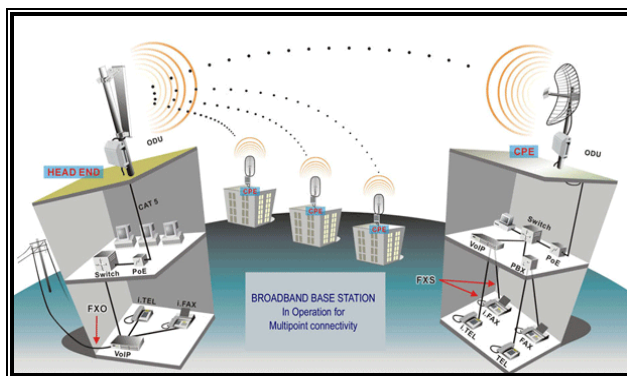 ODU
HEAD END
CAT 5
Switch
PoE
FXO
i.TEL
i.FAX
VoIP
CPE
CPE
CPE
BROADBAND BASE STATION
In Operation for
Multipoint connectivity
CPE
ODU
Switch
VoIP
PoE
PBX
FXS
i.FAX
i.TEL
FAX
TEL